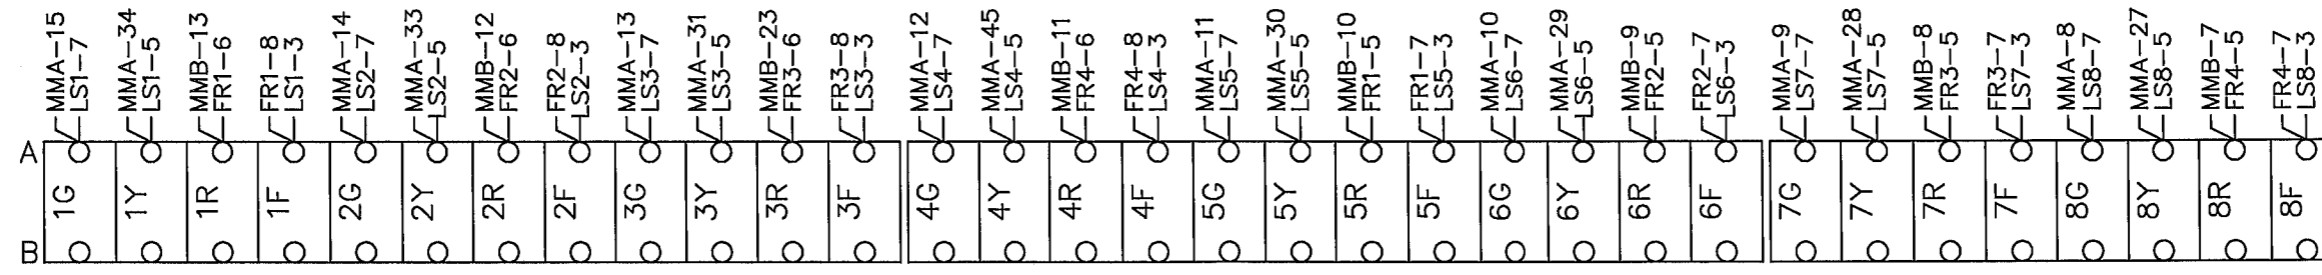 MMA-15
LS1-7
MMA-34
LS1-5
MMB-13
FR1-6
FR1-8
LS1-3
MMA-14
LS2-7
MMA-33
LS2-5
MMB-12
FR2-6
FR2-8
LS2-3
MMA-13
LS3-7
MMA-31
LS3-5
MMB-23
FR3-6
FR3-8
LS3-3
MMA-12
LS4-7
MMA-45
LS4-5
MMB-11
FR4-6
FR4-8
LS4-3
MMA-11
LS5-7
MMA-30
LS5-5
MMB-10
FR1-5
FR1-7
LS5-3
MMA-10
LS6-7
MMA-29
LS6-5
MMB-9
FR2-5
FR2-7
LS6-3
MMA-9
LS7-7
MMA-28
LS7-5
MMB-8
FR3-5
FR3-7
LS7-3
MMA-8
LS8-7
MMA-27
LS8-5
MMB-7
FR4-5
FR4-7
LS8-3
A
1G
1Y
1R
1F
2G
2Y
2R
2F
3G
3Y
3R
3F
4G
4Y
4R
4F
5G
5Y
5R
5F
6G
6Y
6R
6F
7G
7Y
7R
7F
8G
8Y
8R
8F
B